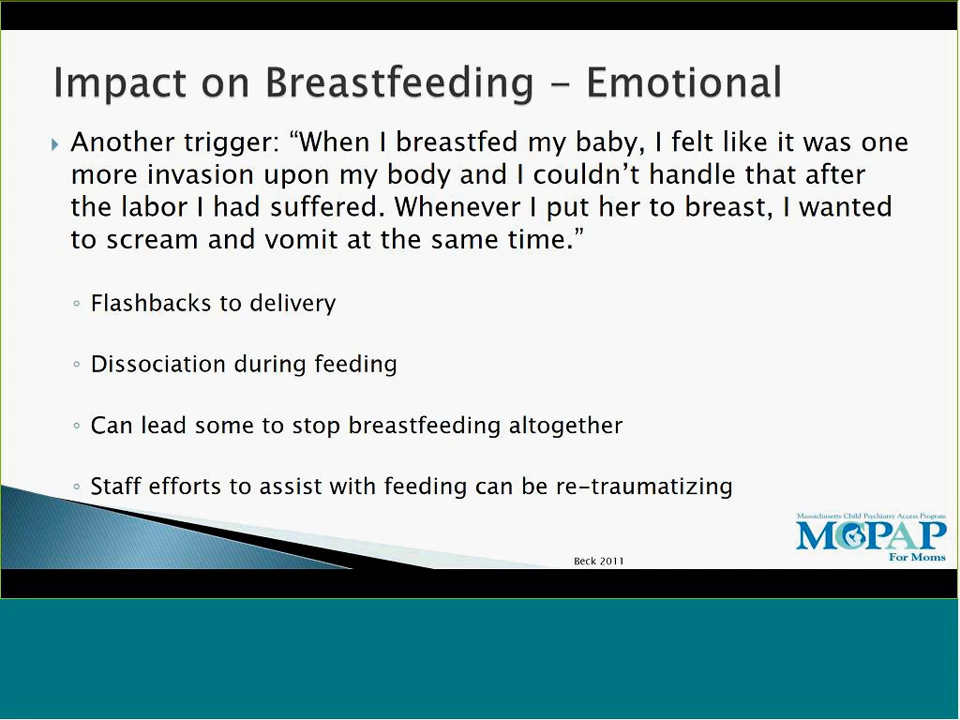 Impact on Breastfeeding - Emotional
Another trigger: “When I breastfed my baby, I felt like it was one
more invasion upon my body and I couldn’t handle that after
the labor I had suffered. Whenever I put her to breast, I wanted
to scream and vomit at the same time.”
Flashbacks to delivery
Dissociation during feeding
Can lead some to stop breastfeeding altogether
Staff efforts to assist with feeding can be re-traumatizing
Massachusetts Child Psychiatry Access Program
MCPAP
For Moms
Beck 2011